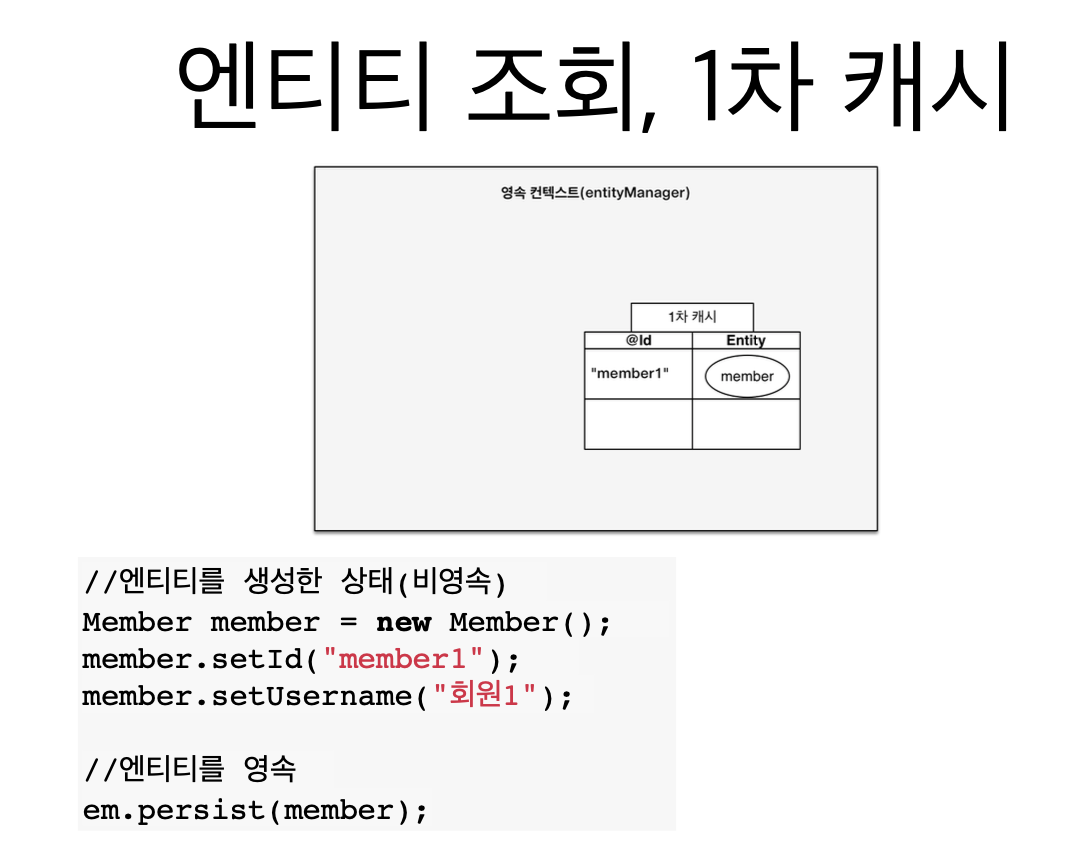 엔티티 조회, 1차 캐시
영속 컨텍스트(entityManager)
1차 캐시
@Id Entity
"member1" member
//엔티티를 생성한 상태(비영속)
Member member = new Member();
member.setId("member1");
member.setUsername("회원1");
//엔티티를 영속
em.persist(member);